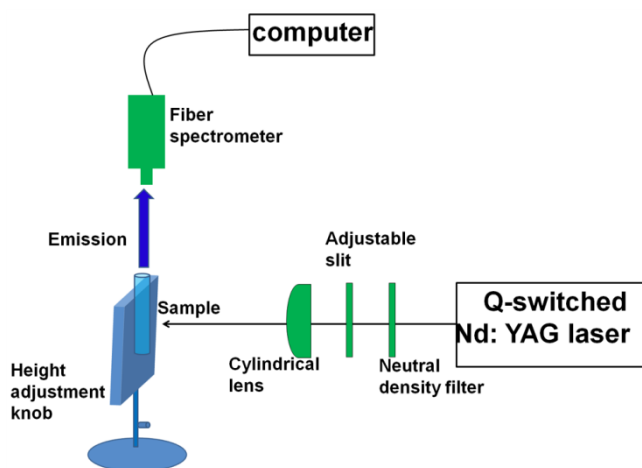 computer
Fiber
spectrometer
Emission
Adjustable
slit
Sample
Q-switched
Nd: YAG laser
Height
adjustment
knob
Cylindrical
lens
Neutral
density filter